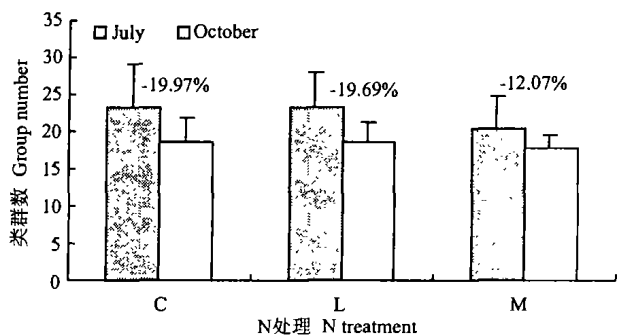 July October
35
30
25
20
15
10
5
0
类群数 Group number
-19.97%
-19.69%
-12.07%
C L M
N处理 N treatment